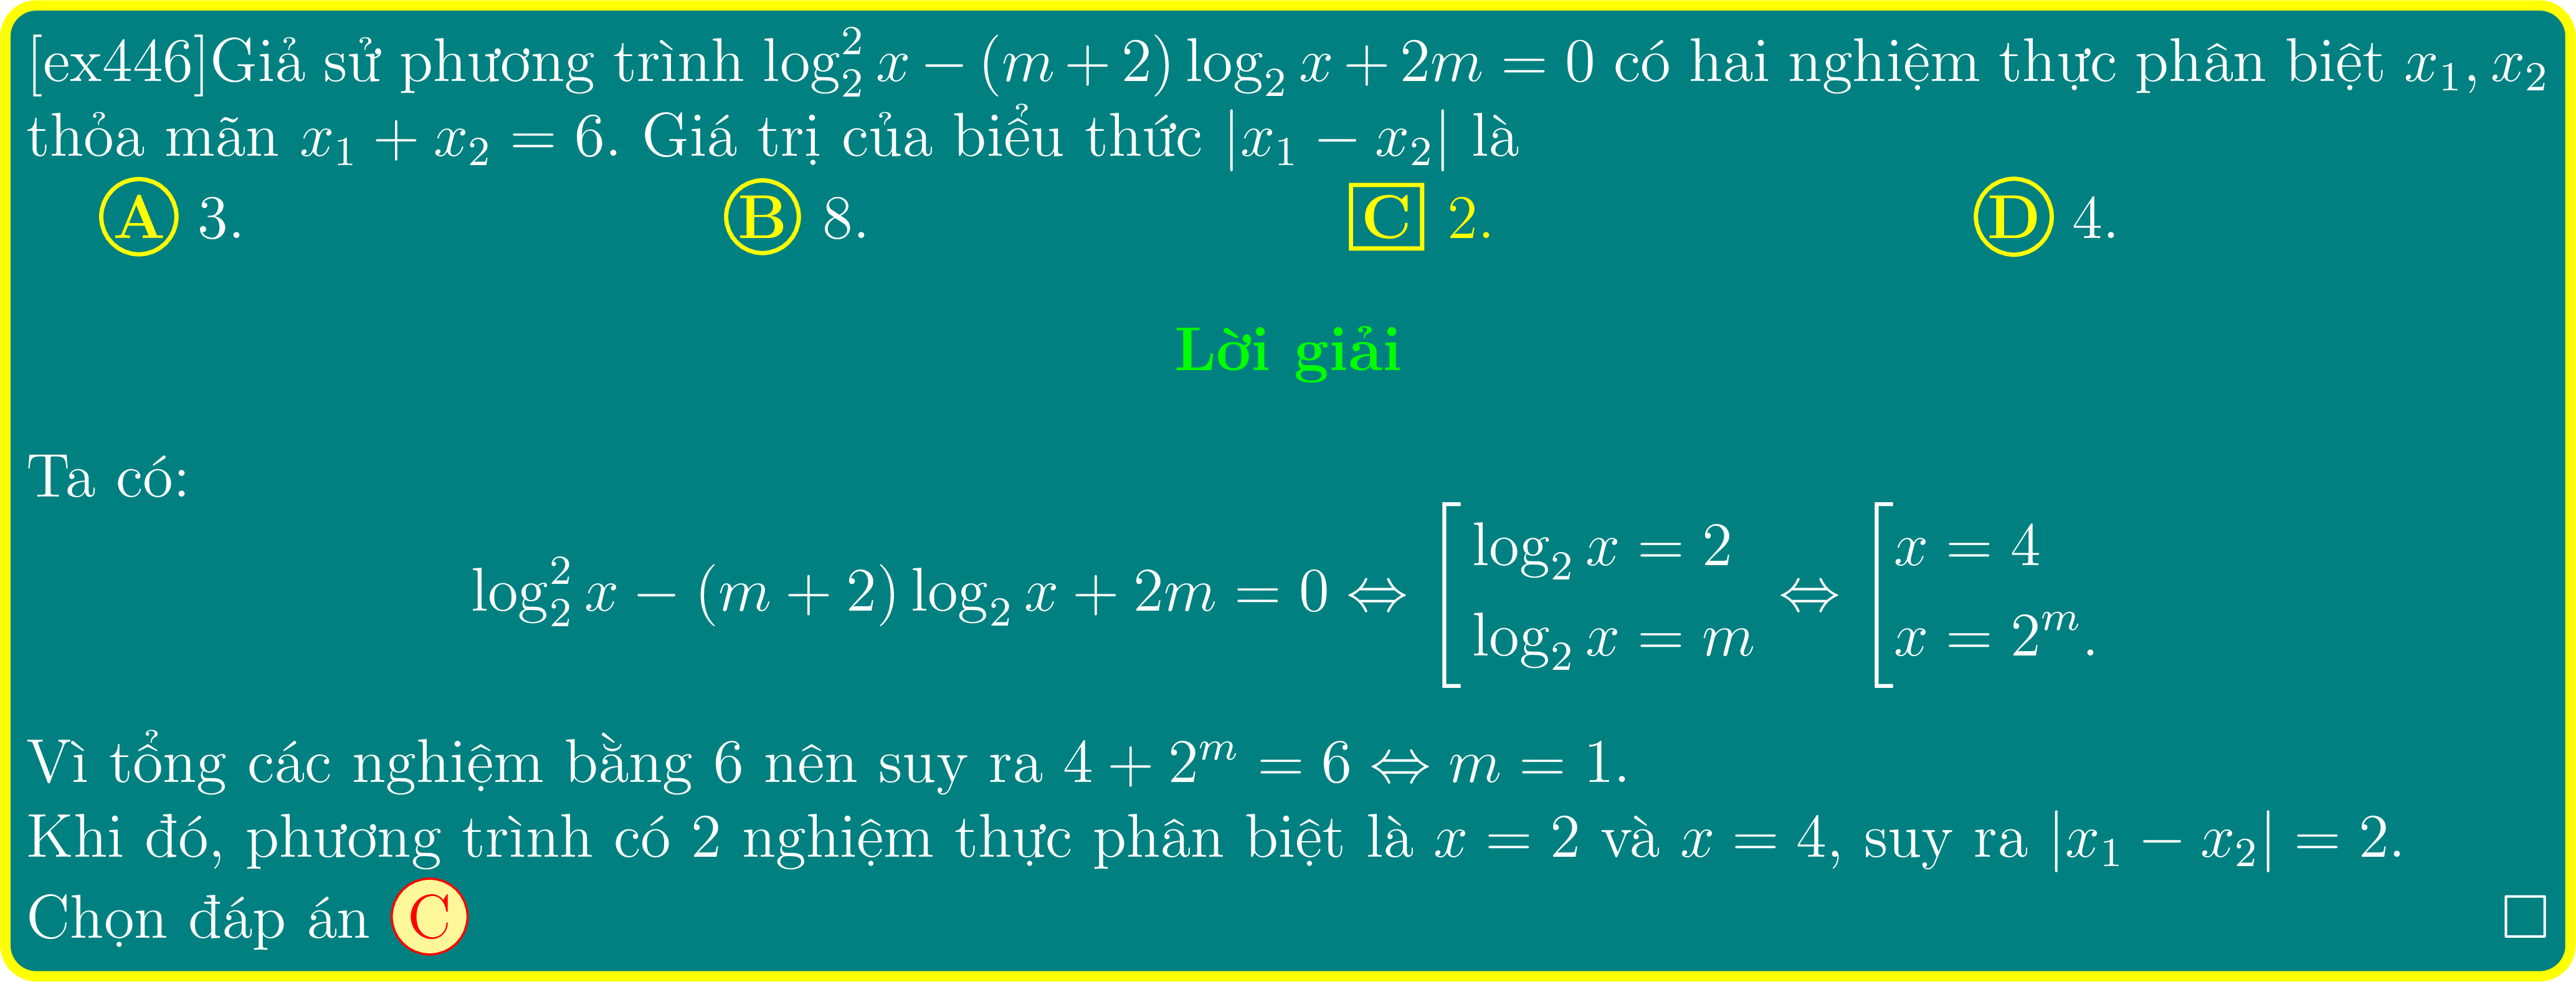 [ex446]Giả sử phương trình $\log_2^2 x - (m + 2) \log_2 x + 2m = 0$ có hai nghiệm thực phân biệt $x_1, x_2$
thỏa mãn $x_1 + x_2 = 6$. Giá trị của biểu thức $|x_1 - x_2|$ là
A 3. B 8. C 2. D 4.
Lời giải
Ta có:
$\log_2^2 x - (m + 2) \log_2 x + 2m = 0 \Leftrightarrow \left[\begin{array}{l} \log_2 x = 2 \\ \log_2 x = m \end{array}\right. \Leftrightarrow \left[\begin{array}{l} x = 4 \\ x = 2^m. \end{array}\right.$
Vì tổng các nghiệm bằng 6 nên suy ra $4 + 2^m = 6 \Leftrightarrow m = 1$.
Khi đó, phương trình có 2 nghiệm thực phân biệt là $x = 2$ và $x = 4$, suy ra $|x_1 - x_2| = 2$.
Chọn đáp án C □